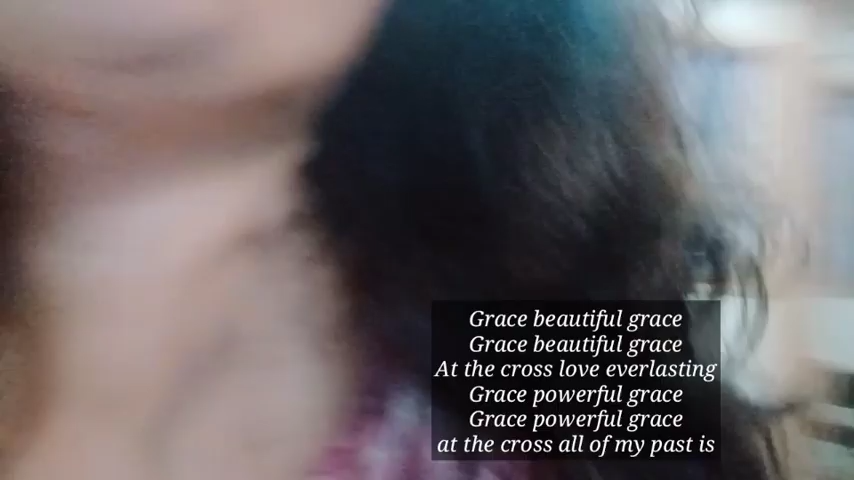 Grace beautiful grace
Grace beautiful grace
At the cross love everlasting
Grace powerful grace
Grace powerful grace
at the cross all of my past is